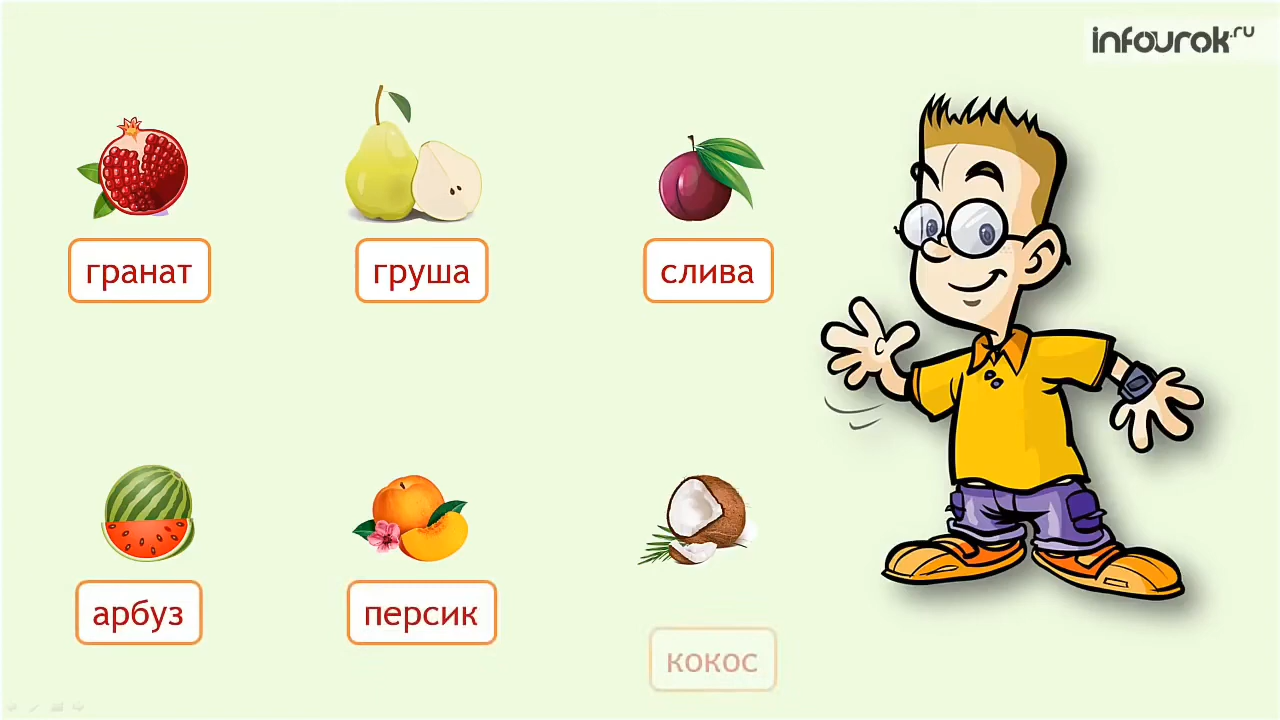 infourok.ru
гранат
груша
слива
арбуз
персик
кокос